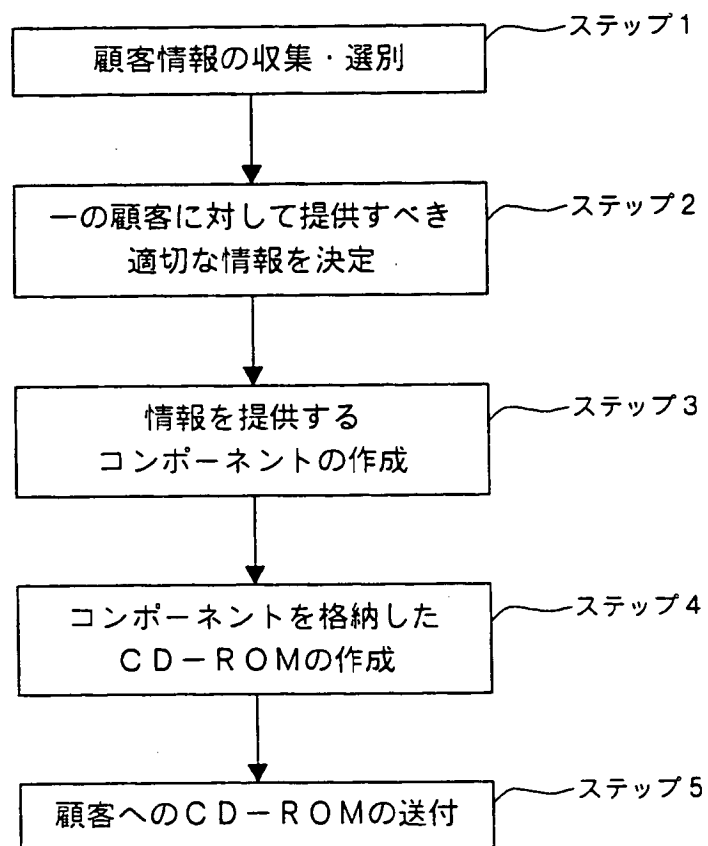 ステップ1
顧客情報の収集・選別
ステップ2
一の顧客に対して提供すべき
適切な情報を決定
ステップ3
情報を提供する
コンポーネントの作成
ステップ4
コンポーネントを格納した
CD-ROMの作成
ステップ5
顧客へのCD-ROMの送付